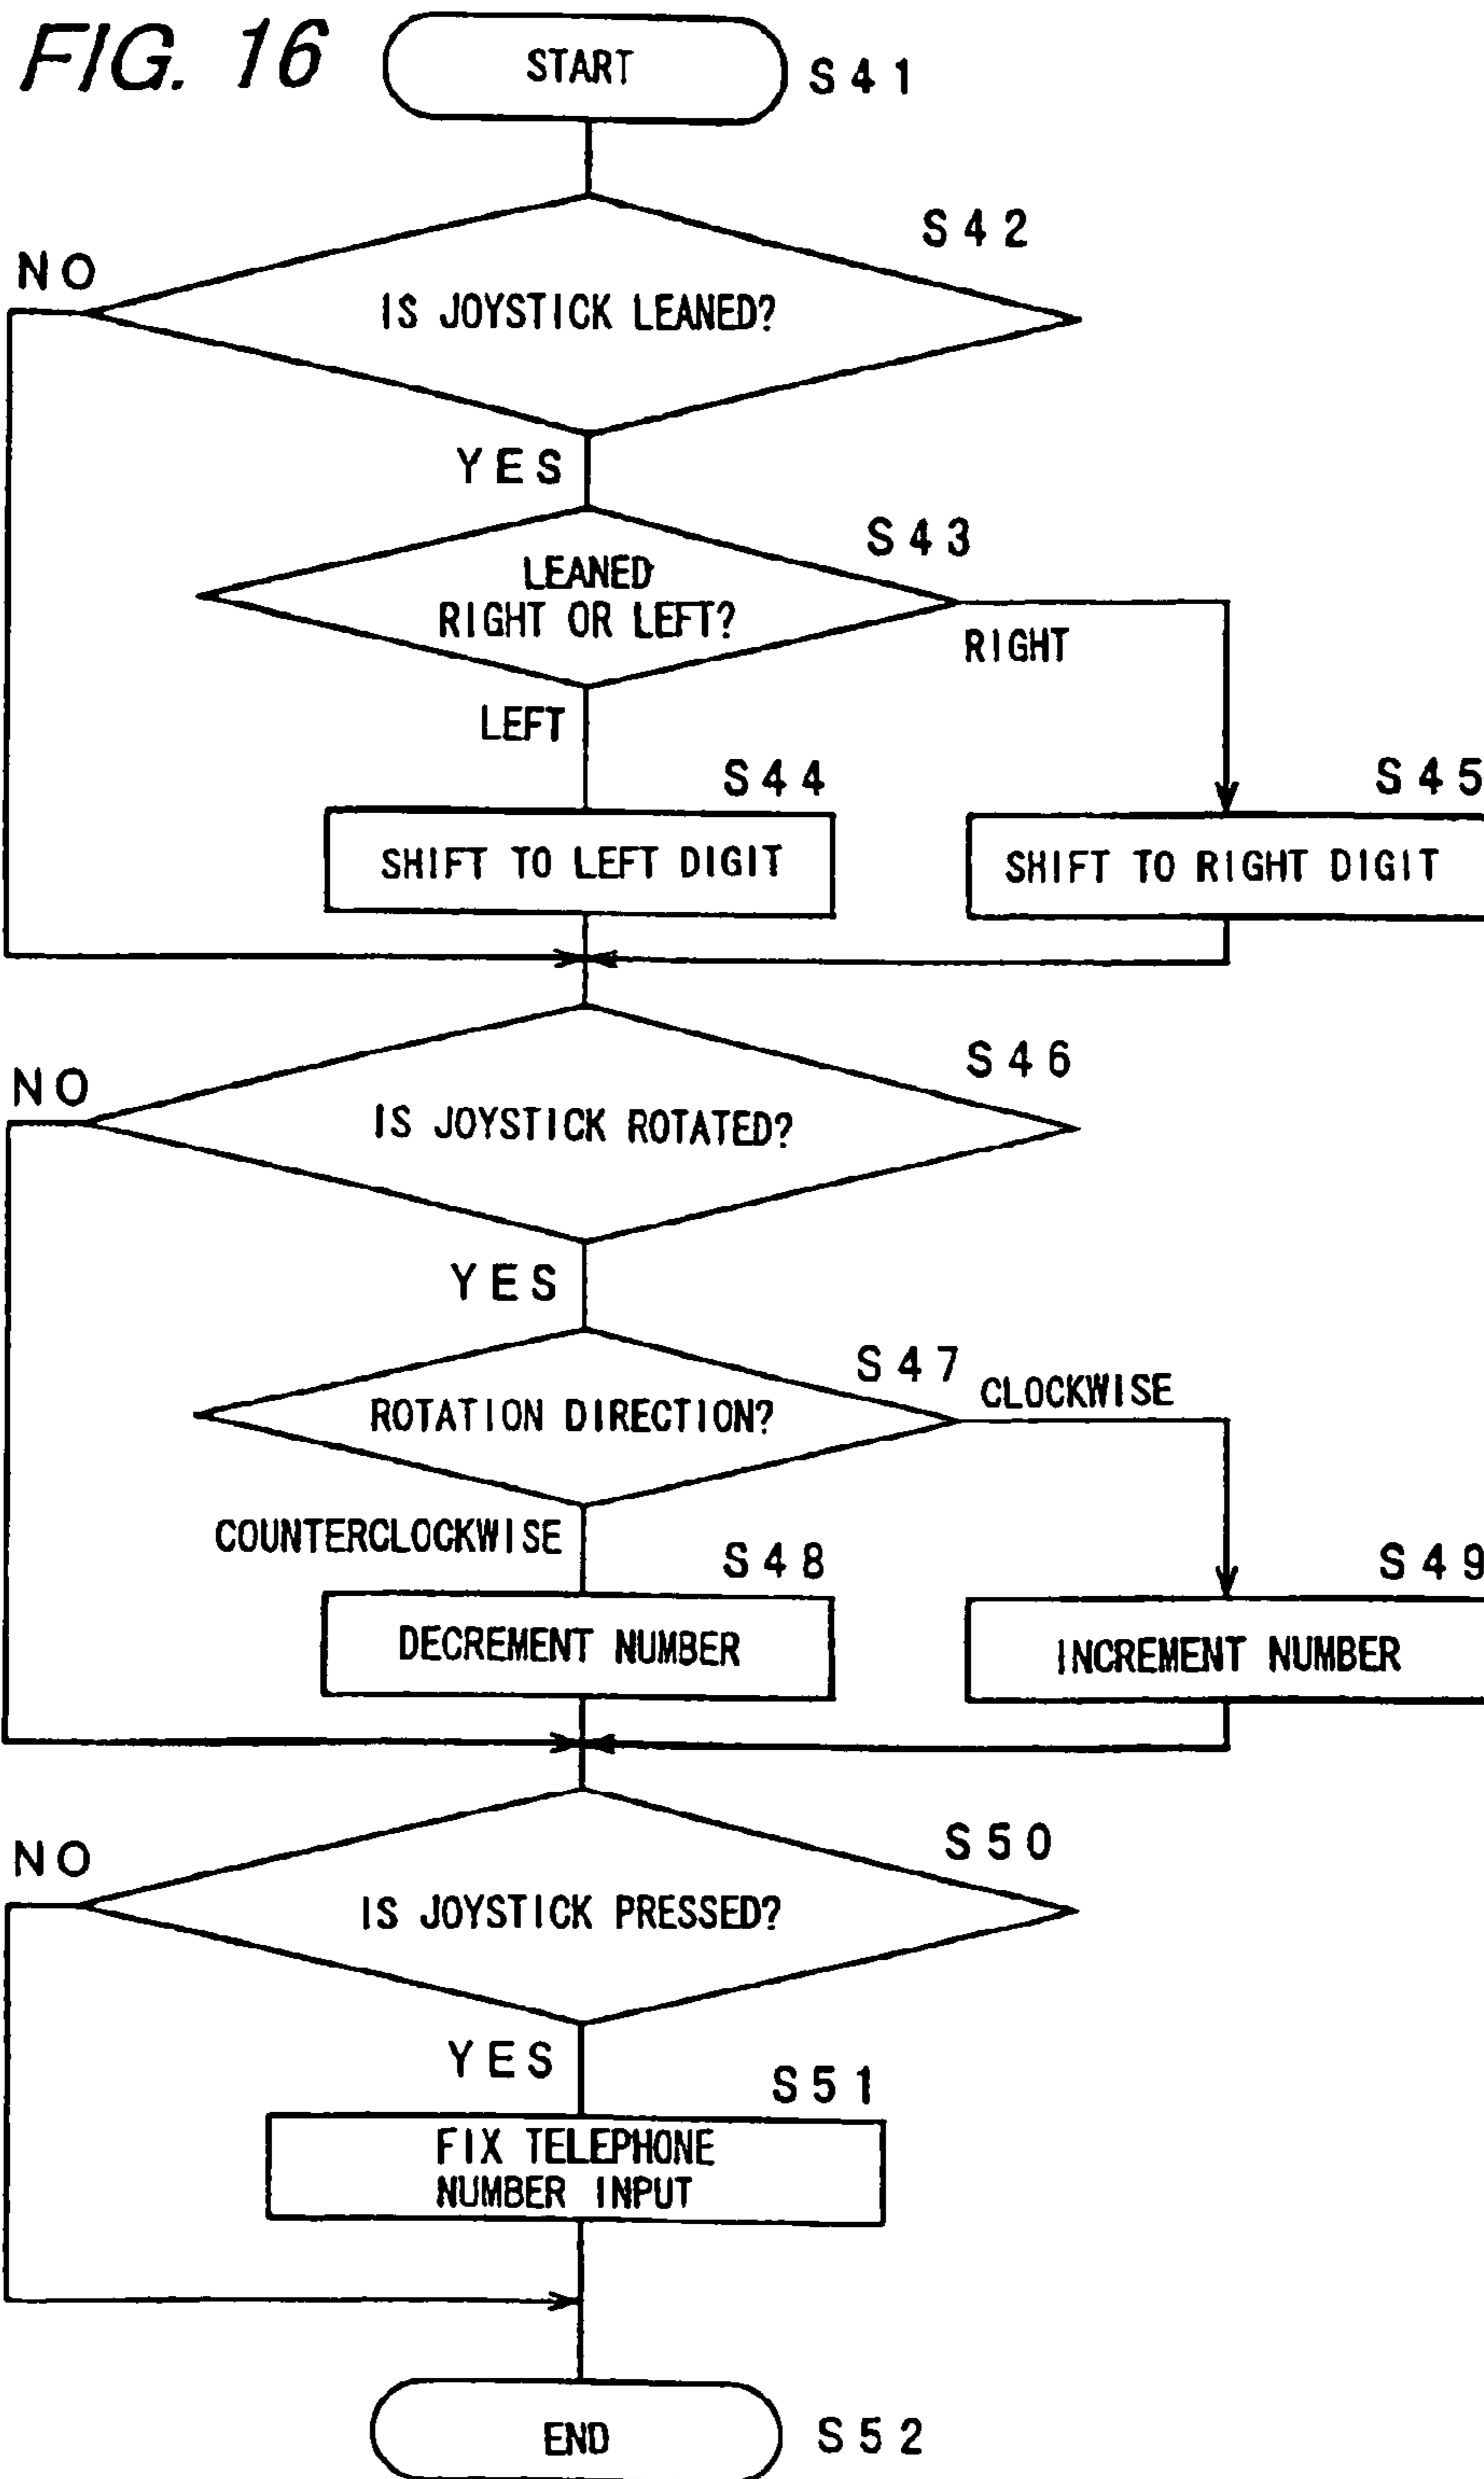 FIG. 16
START
S41
S42
NO
IS JOYSTICK LEANED?
YES
S43
LEANED
RIGHT OR LEFT?
RIGHT
LEFT
S44
S45
SHIFT TO LEFT DIGIT
SHIFT TO RIGHT DIGIT
S46
NO
IS JOYSTICK ROTATED?
YES
S47
CLOCKWISE
ROTATION DIRECTION?
COUNTERCLOCKWISE
S48
S49
DECREMENT NUMBER
INCREMENT NUMBER
S50
NO
IS JOYSTICK PRESSED?
YES
S51
FIX TELEPHONE
NUMBER INPUT
END
S52